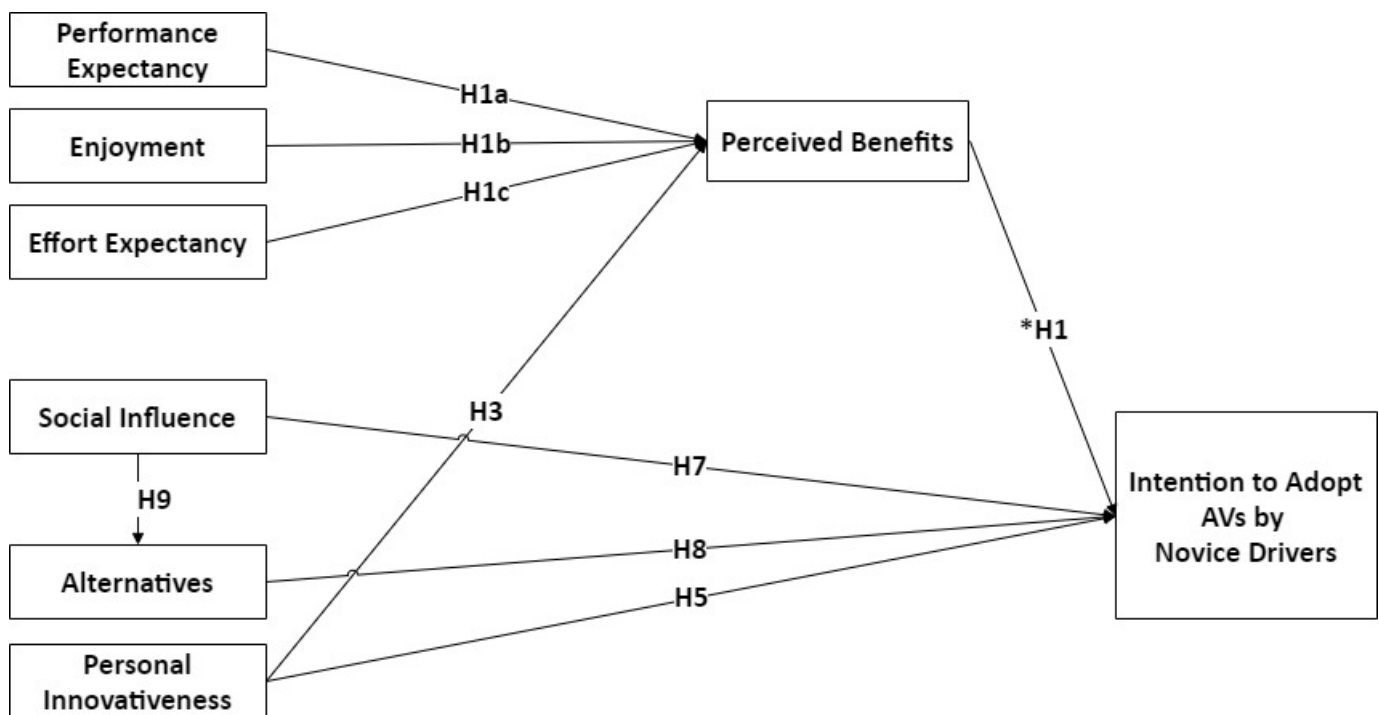 Performance
Expectancy
H1a
Enjoyment
H1b
Perceived Benefits
H1c
Effort Expectancy
*H1
Social Influence
H3
H7
H9
Intention to Adopt
AVs by
Novice Drivers
Alternatives
H8
H5
Personal
Innovativeness